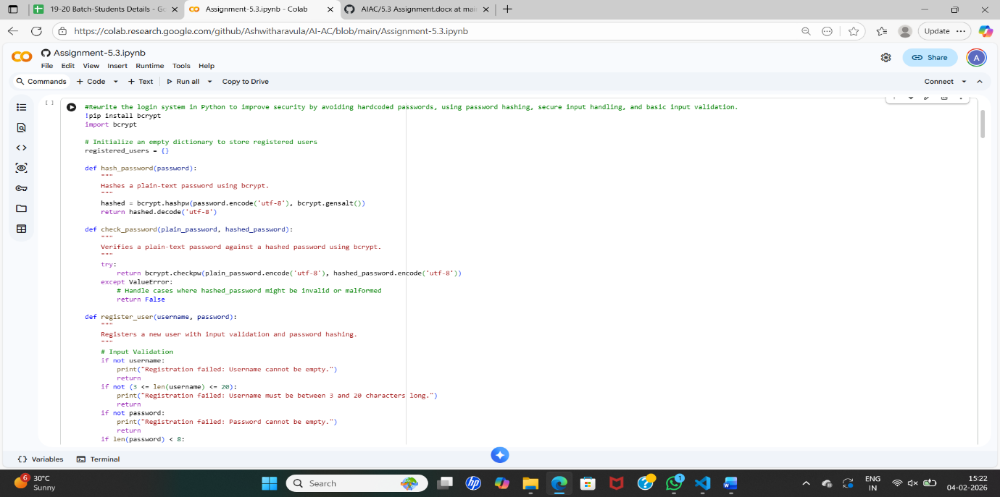 19-20 Batch-Students Details - Go
Assignment-5.3.ipynb - Colab
AIAC/5.3 Assignment.docx at main
https://colab.research.google.com/github/Ashwitharavula/AI-AC/blob/main/Assignment-5.3.ipynb
Update
Assignment-5.3.ipynb
File Edit View Insert Runtime Tools Help
Share
A
Commands + Code + Text Run all Copy to Drive
Connect
[ ]
#Rewrite the login system in Python to improve security by avoiding hardcoded passwords, using password hashing, secure input handling, and basic input validation.
!pip install bcrypt
import bcrypt
# Initialize an empty dictionary to store registered users
registered_users = {}
def hash_password(password):
"""
Hashes a plain-text password using bcrypt.
"""
hashed = bcrypt.hashpw(password.encode('utf-8'), bcrypt.gensalt())
return hashed.decode('utf-8')
def check_password(plain_password, hashed_password):
"""
Verifies a plain-text password against a hashed password using bcrypt.
"""
try:
return bcrypt.checkpw(plain_password.encode('utf-8'), hashed_password.encode('utf-8'))
except ValueError:
# Handle cases where hashed_password might be invalid or malformed
return False
def register_user(username, password):
"""
Registers a new user with input validation and password hashing.
"""
# Input Validation
if not username:
print("Registration failed: Username cannot be empty.")
return
if not (3 <= len(username) <= 20):
print("Registration failed: Username must be between 3 and 20 characters long.")
return
if not password:
print("Registration failed: Password cannot be empty.")
return
if len(password) < 8:
Variables Terminal
6
30°C
Sunny
Search
hp
1
ENG
IN
15:22
04-02-2026